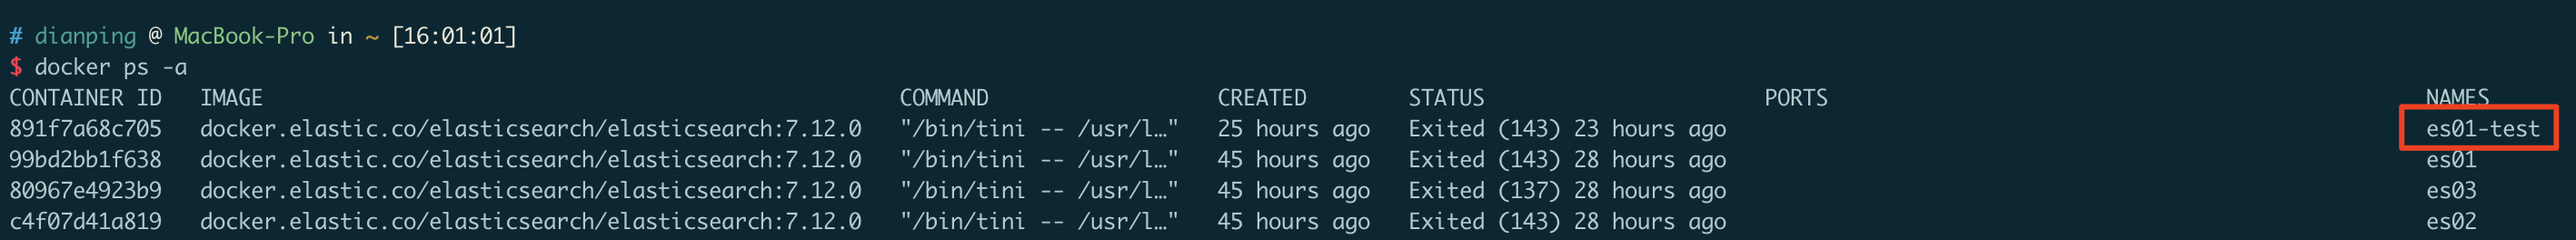 # dianping @ MacBook-Pro in ~ [16:01:01]
$ docker ps -a
CONTAINER ID   IMAGE                                                  COMMAND                  CREATED        STATUS                      PORTS                                               NAMES
891f7a68c705   docker.elastic.co/elasticsearch/elasticsearch:7.12.0   "/bin/tini -- /usr/l…"   25 hours ago   Exited (143) 23 hours ago                                                       es01-test
99bd2bb1f638   docker.elastic.co/elasticsearch/elasticsearch:7.12.0   "/bin/tini -- /usr/l…"   45 hours ago   Exited (143) 28 hours ago                                                       es01
80967e4923b9   docker.elastic.co/elasticsearch/elasticsearch:7.12.0   "/bin/tini -- /usr/l…"   45 hours ago   Exited (137) 28 hours ago                                                       es03
c4f07d41a819   docker.elastic.co/elasticsearch/elasticsearch:7.12.0   "/bin/tini -- /usr/l…"   45 hours ago   Exited (143) 28 hours ago                                                       es02